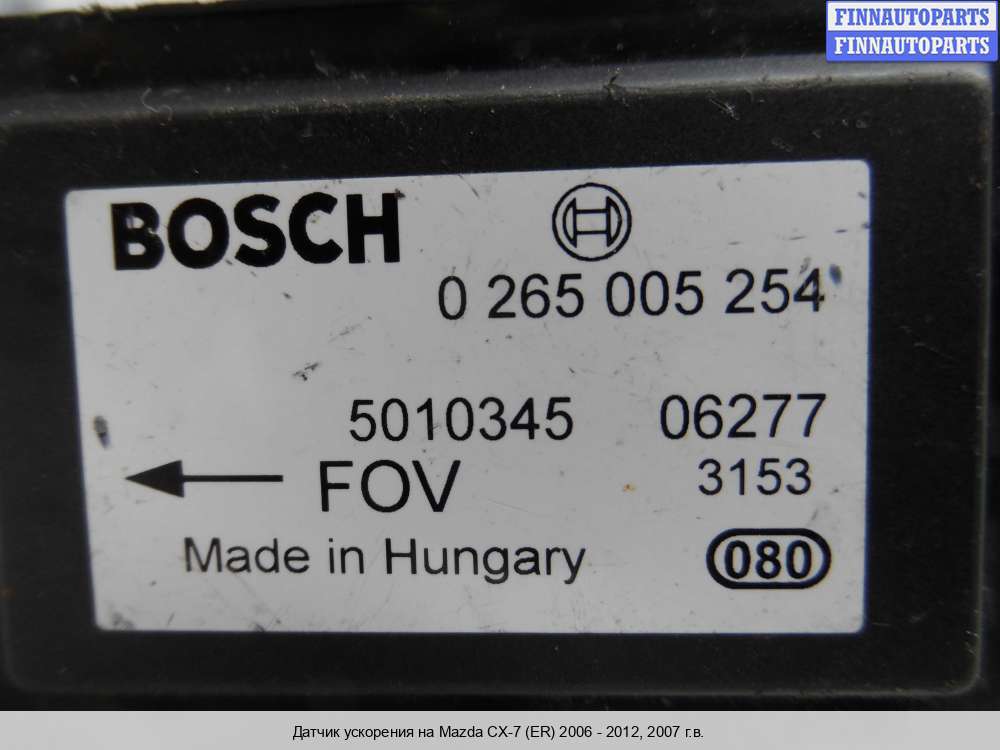 FINNAUTOPARTS
FINNAUTOPARTS
BOSCH
0 265 005 254
5010345 06277
FOV 3153
Made in Hungary 080
Датчик ускорения на Mazda CX-7 (ER) 2006 - 2012, 2007 г.в.